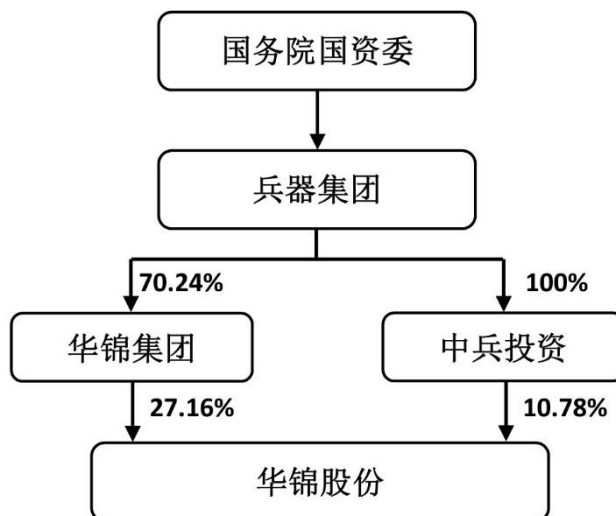 国务院国资委
兵器集团
70.24%
100%
华锦集团
中兵投资
27.16%
10.78%
华锦股份